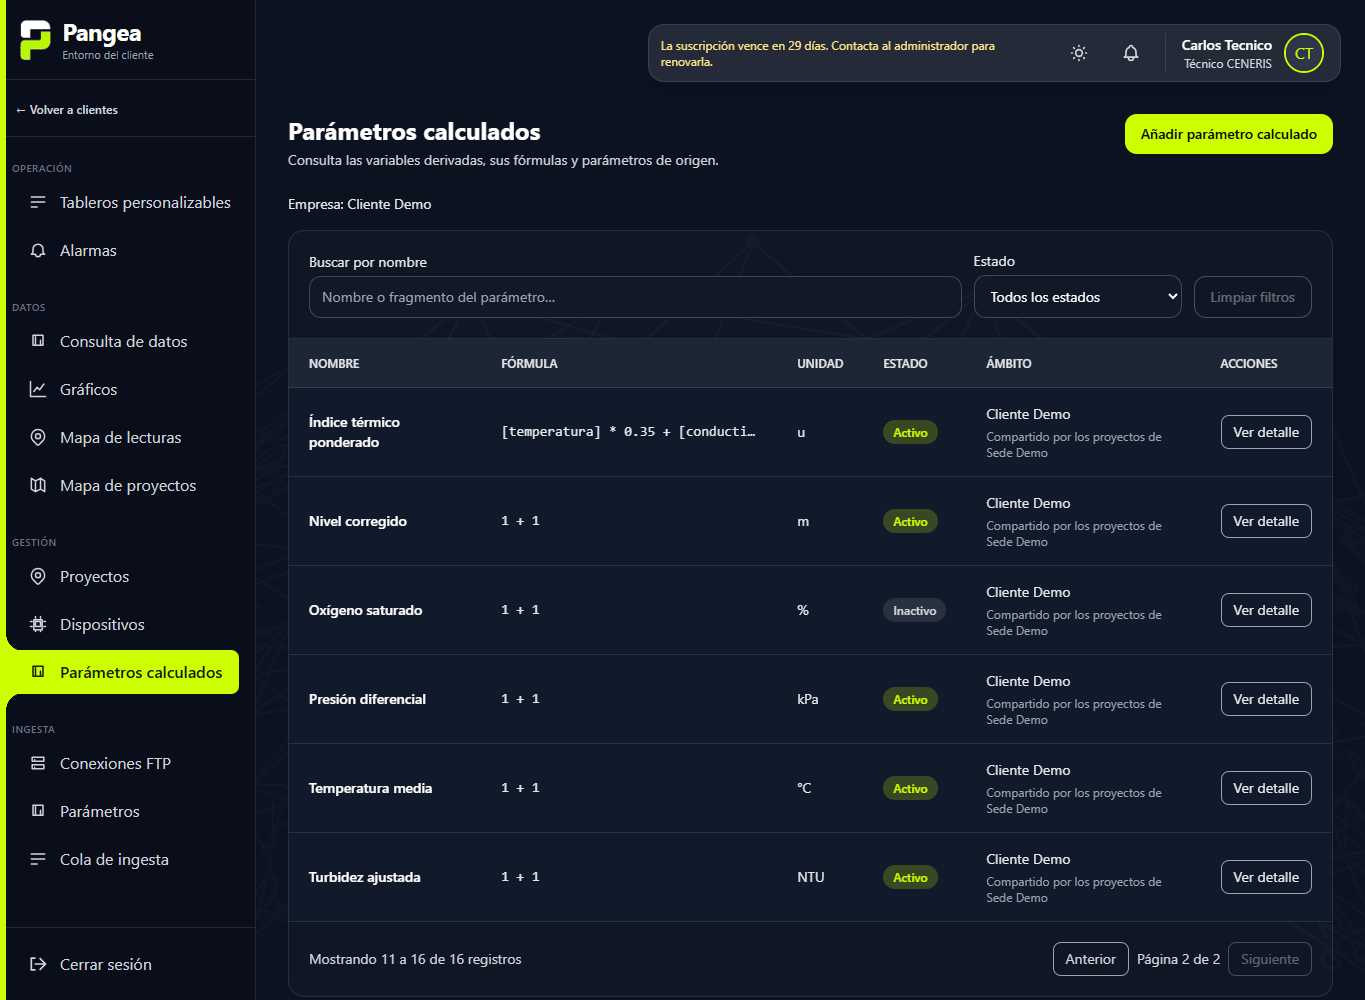 Pangea
Entorno del cliente
← Volver a clientes
OPERACIÓN
Tableros personalizables
Alarmas
DATOS
Consulta de datos
Gráficos
Mapa de lecturas
Mapa de proyectos
GESTIÓN
Proyectos
Dispositivos
Parámetros calculados
INGESTA
Conexiones FTP
Parámetros
Cola de ingesta
Cerrar sesión
La suscripción vence en 29 días. Contacta al administrador para
renovarla.
Carlos Tecnico
Técnico CENERIS
CT
Parámetros calculados
Consulta las variables derivadas, sus fórmulas y parámetros de origen.
Añadir parámetro calculado
Empresa: Cliente Demo
Buscar por nombre
Nombre o fragmento del parámetro...
Estado
Todos los estados
Limpiar filtros
NOMBRE FÓRMULA UNIDAD ESTADO ÁMBITO ACCIONES
Índice térmico
ponderado
[temperatura] * 0.35 + [conducti…
u
Activo
Cliente Demo
Compartido por los proyectos de
Sede Demo
Ver detalle
Nivel corregido
1 + 1
m
Activo
Cliente Demo
Compartido por los proyectos de
Sede Demo
Ver detalle
Oxígeno saturado
1 + 1
%
Inactivo
Cliente Demo
Compartido por los proyectos de
Sede Demo
Ver detalle
Presión diferencial
1 + 1
kPa
Activo
Cliente Demo
Compartido por los proyectos de
Sede Demo
Ver detalle
Temperatura media
1 + 1
°C
Activo
Cliente Demo
Compartido por los proyectos de
Sede Demo
Ver detalle
Turbidez ajustada
1 + 1
NTU
Activo
Cliente Demo
Compartido por los proyectos de
Sede Demo
Ver detalle
Mostrando 11 a 16 de 16 registros
Anterior
Página 2 de 2
Siguiente